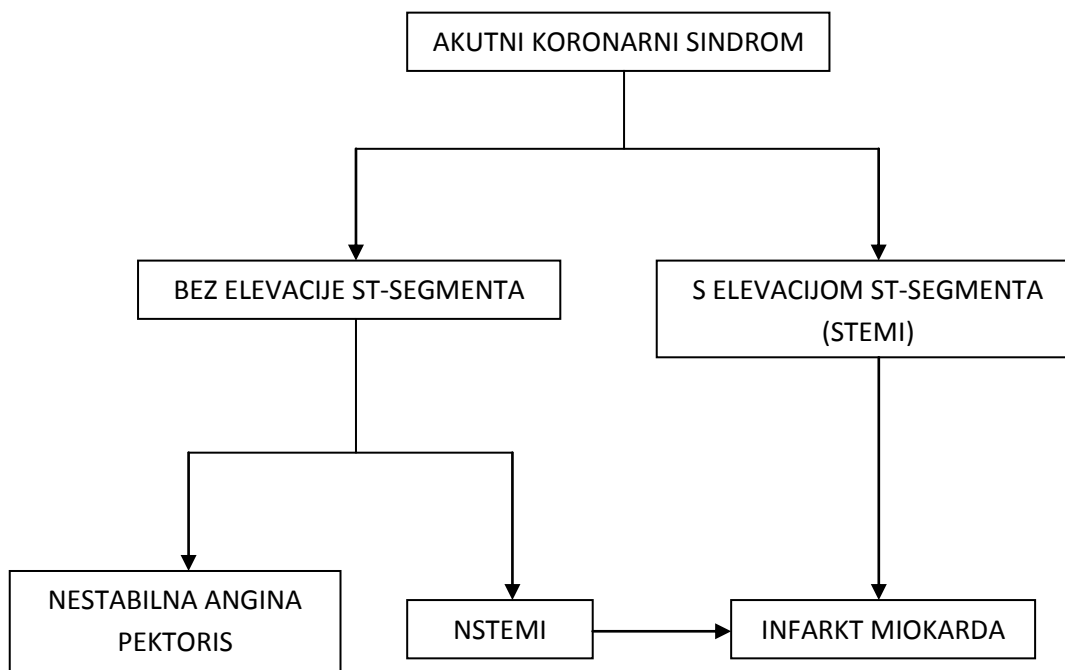 AKUTNI KORONARNI SINDROM
BEZ ELEVACIJE ST-SEGMENTA
S ELEVACIJOM ST-SEGMENTA
(STEMI)
NESTABILNA ANGINA
PEKTORIS
NSTEMI
INFARKT MIOKARDA